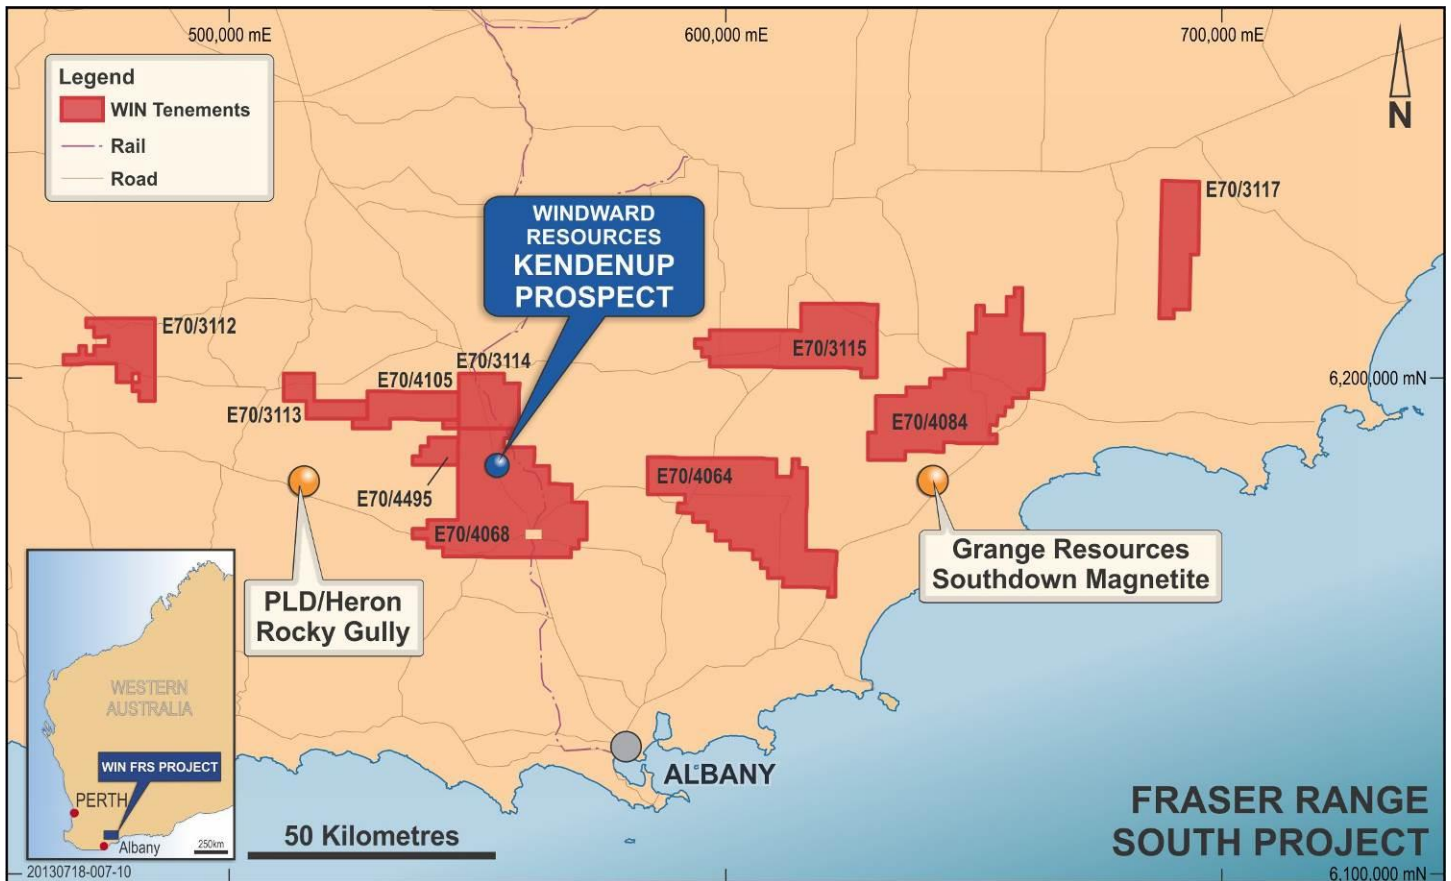 500,000 mE
600,000 mE
700,000 mE
Legend
WIN Tenements
Rail
Road
N
WINDWARD
RESOURCES
KENDENUP
PROSPECT
E70/3117
E70/3112
E70/3114
E70/3115
E70/4105
6,200,000 mN
E70/3113
E70/4084
E70/4064
E70/4495
E70/4068
Grange Resources
Southdown Magnetite
PLD/Heron
Rocky Gully
WESTERN
AUSTRALIA
WIN FRS PROJECT
PERTH
Albany
250km
ALBANY
50 Kilometres
FRASER RANGE
SOUTH PROJECT
20130718-007-10
6,100,000 mN